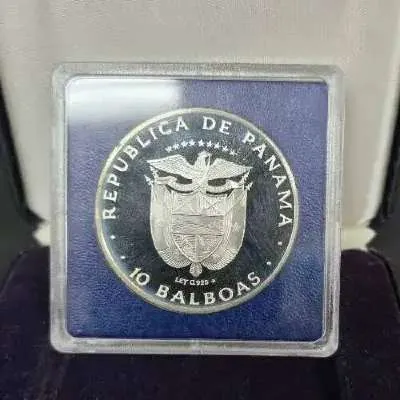 REPUBLICA DE PANAMA
LEY 0.925
10 BALBOAS